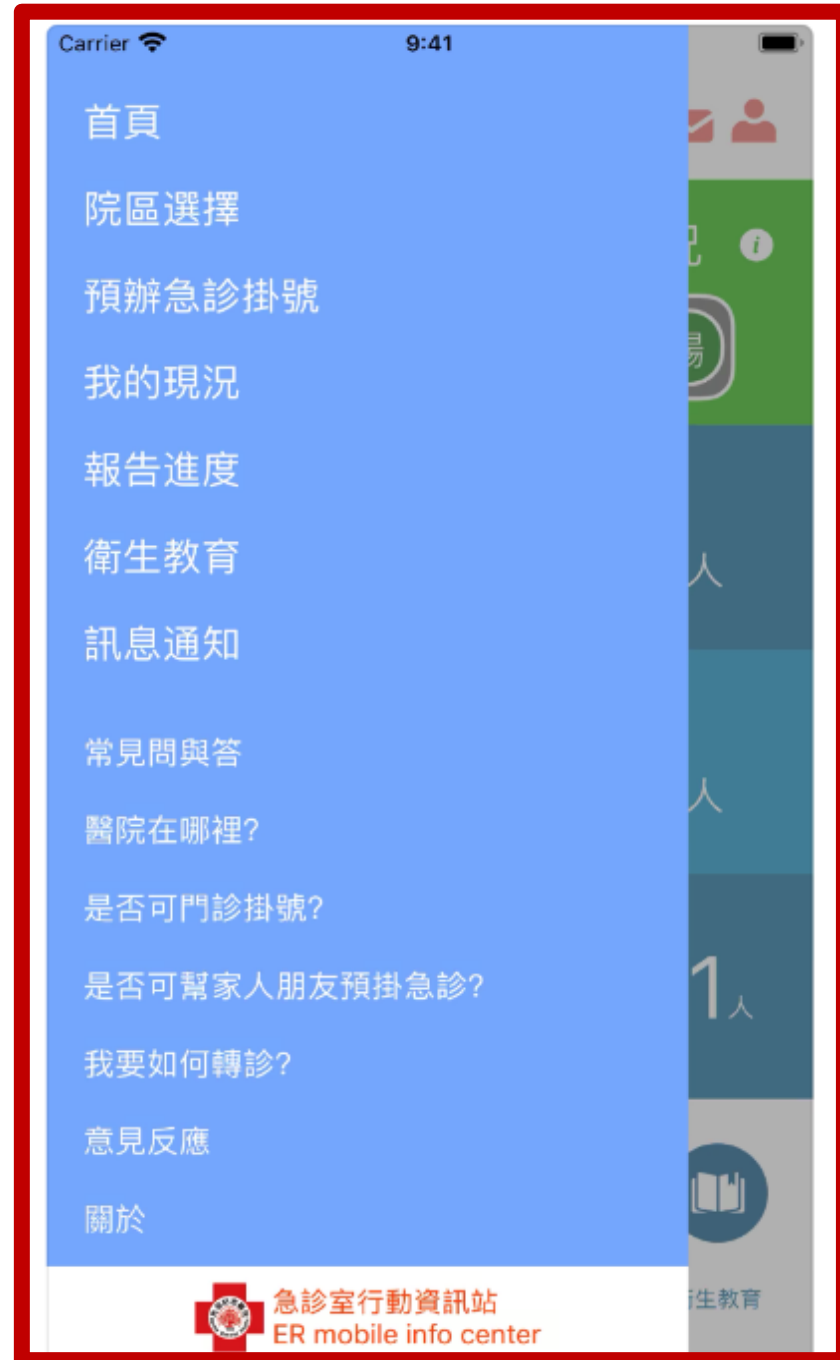 Carrier
9:41
首頁
院區選擇
預辦急診掛號
我的現況
報告進度
衛生教育
訊息通知
常見問與答
醫院在哪裡?
是否可門診掛號?
是否可幫家人朋友預掛急診?
我要如何轉診?
意見反應
關於
急診室行動資訊站
ER mobile info center
人
人
1人
生教育